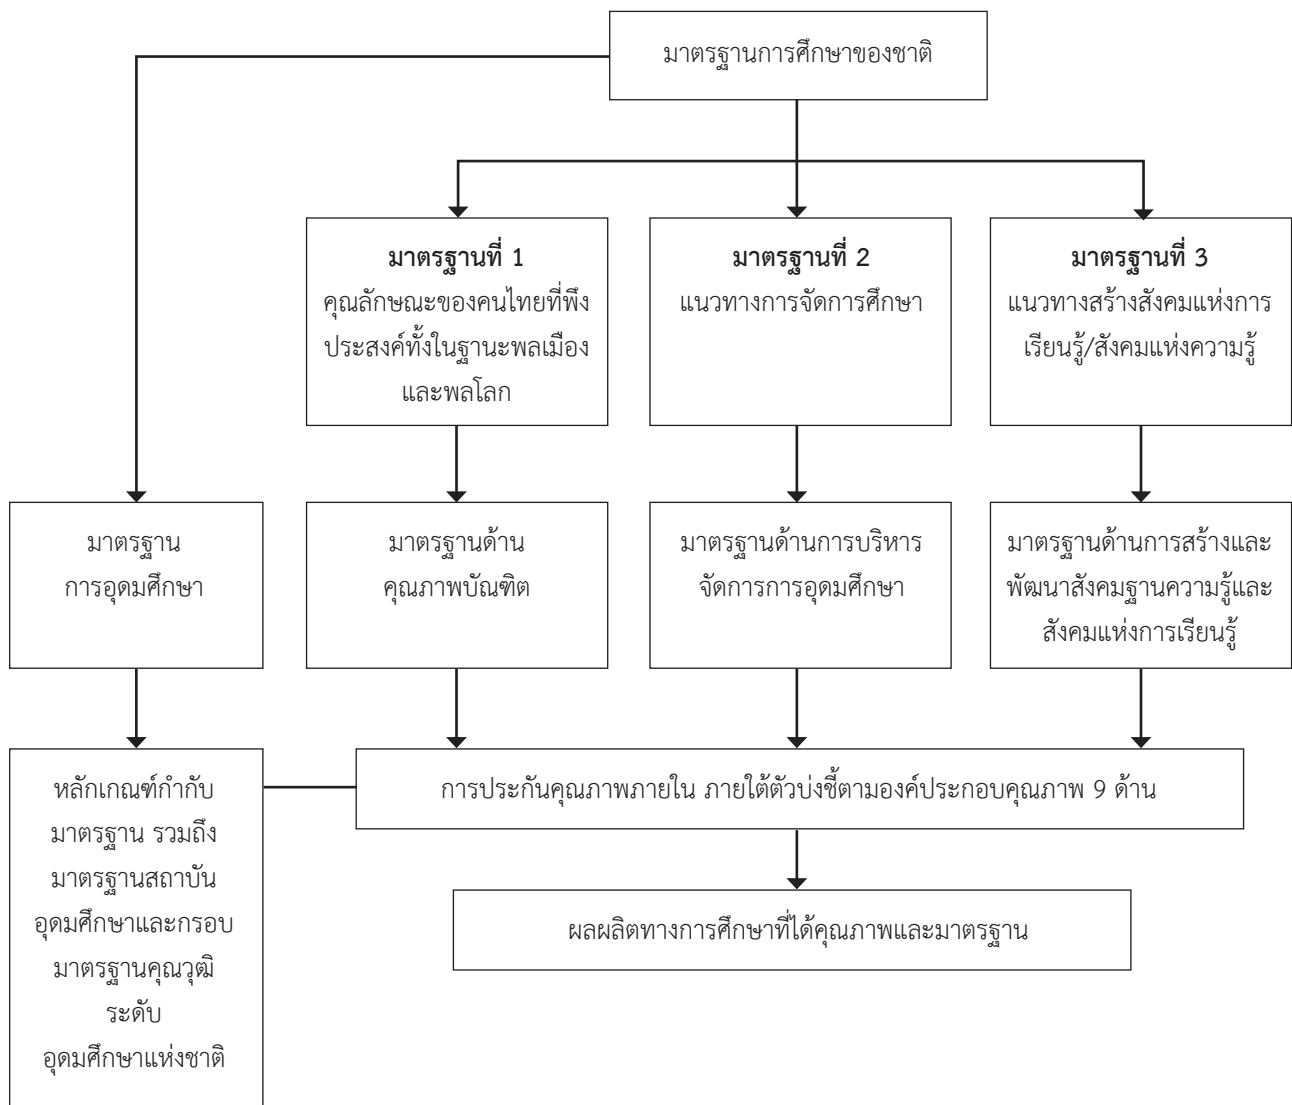 มาตรฐานการศึกษาของชาติ
มาตรฐานที่ 1
คุณลักษณะของคนไทยที่พึง
ประสงค์ทั้งในฐานะพลเมือง
และพลโลก
มาตรฐานที่ 2
แนวทางการจัดการศึกษา
มาตรฐานที่ 3
แนวทางสร้างสังคมแห่งการ
เรียนรู้/สังคมแห่งความรู้
มาตรฐาน
การอุดมศึกษา
มาตรฐานด้าน
คุณภาพบัณฑิต
มาตรฐานด้านการบริหาร
จัดการการอุดมศึกษา
มาตรฐานด้านการสร้างและ
พัฒนาสังคมฐานความรู้และ
สังคมแห่งการเรียนรู้
หลักเกณฑ์กำกับ
มาตรฐาน รวมถึง
มาตรฐานสถาบัน
อุดมศึกษาและกรอบ
มาตรฐานคุณวุฒิ
ระดับ
อุดมศึกษาแห่งชาติ
การประกันคุณภาพภายใน ภายใต้ตัวบ่งชี้ตามองค์ประกอบคุณภาพ 9 ด้าน
ผลผลิตทางการศึกษาที่ได้คุณภาพและมาตรฐาน